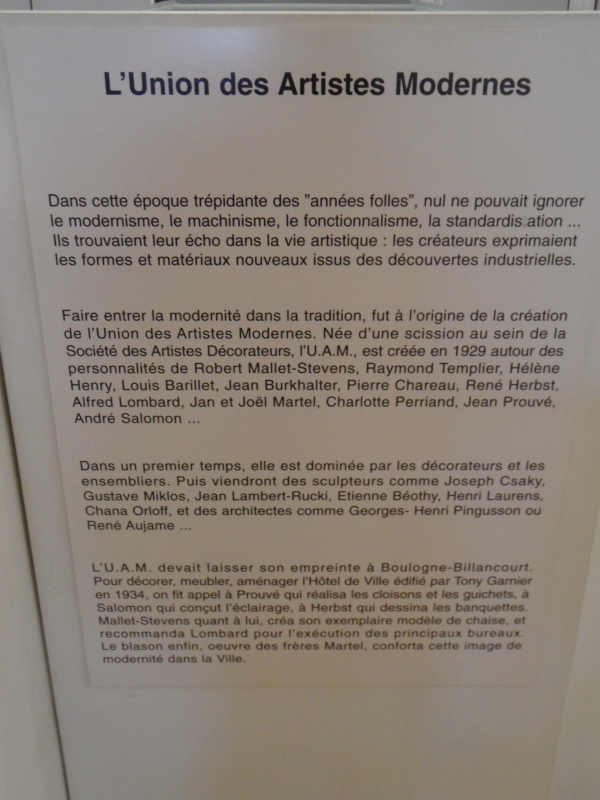 L'Union des Artistes Modernes
Dans cette époque trépidante des "années folles", nul ne pouvait ignorer
le modernisme, le machinisme, le fonctionnalisme, la standardisation ...
Ils trouvaient leur écho dans la vie artistique : les créateurs exprimaient
les formes et matériaux nouveaux issus des découvertes industrielles.
Faire entrer la modernité dans la tradition, fut à l'origine de la création
de l'Union des Artistes Modernes. Née d'une scission au sein de la
Société des Artistes Décorateurs, l'U.A.M., est créée en 1929 autour des
personnalités de Robert Mallet-Stevens, Raymond Templier, Hélène
Henry, Louis Barillet, Jean Burkhalter, Pierre Chareau, René Herbst,
Alfred Lombard, Jan et Joël Martel, Charlotte Perriand, Jean Prouvé,
André Salomon ...
Dans un premier temps, elle est dominée par les décorateurs et les
ensembliers. Puis viendront des sculpteurs comme Joseph Csaky,
Gustave Miklos, Jean Lambert-Rucki, Etienne Béothy, Henri Laurens,
Chana Orloff, et des architectes comme Georges- Henri Pingusson ou
René Aujame ...
L'U.A.M. devait laisser son empreinte à Boulogne-Billancourt.
Pour décorer, meubler, aménager l'Hôtel de Ville édifié par Tony Garnier
en 1934, on fit appel à Prouvé qui réalisa les cloisons et les guichets, à
Salomon qui conçut l'éclairage, à Herbst qui dessina les banquettes.
Mallet-Stevens quant à lui, créa son exemplaire modèle de chaise, et
recommanda Lombard pour l'exécution des principaux bureaux.
Le blason enfin, oeuvre des frères Martel, conforta cette image de
modernité dans la Ville.